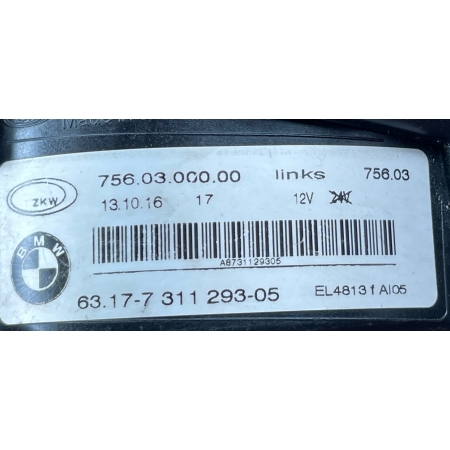 Made
756.03.000.00 links 756.03
ZKW 13.10.16 17 12V 24V
A8731129305
BMW
63.17-7 311 293-05 EL4813 f AI05